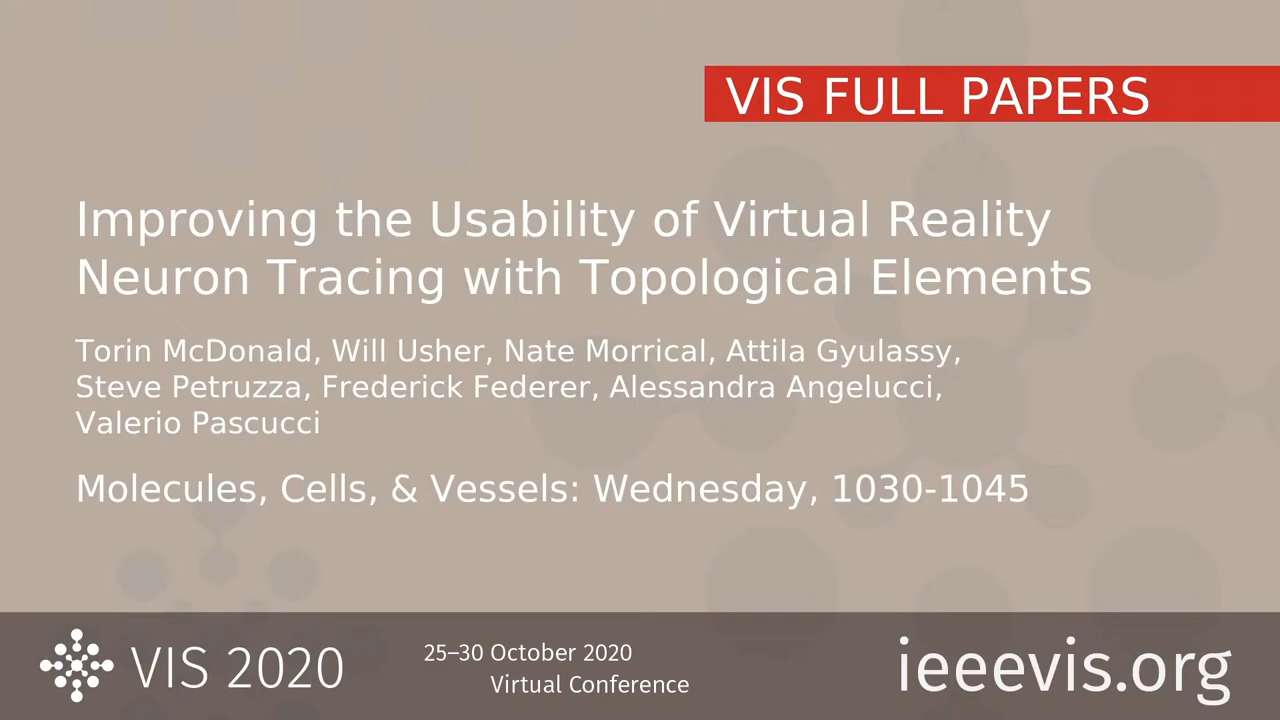 VIS FULL PAPERS
Improving the Usability of Virtual Reality
Neuron Tracing with Topological Elements
Torin McDonald, Will Usher, Nate Morrical, Attila Gyulassy,
Steve Petruzza, Frederick Federer, Alessandra Angelucci,
Valerio Pascucci
Molecules, Cells, & Vessels: Wednesday, 1030-1045
VIS 2020
25–30 October 2020
Virtual Conference
ieeevis.org